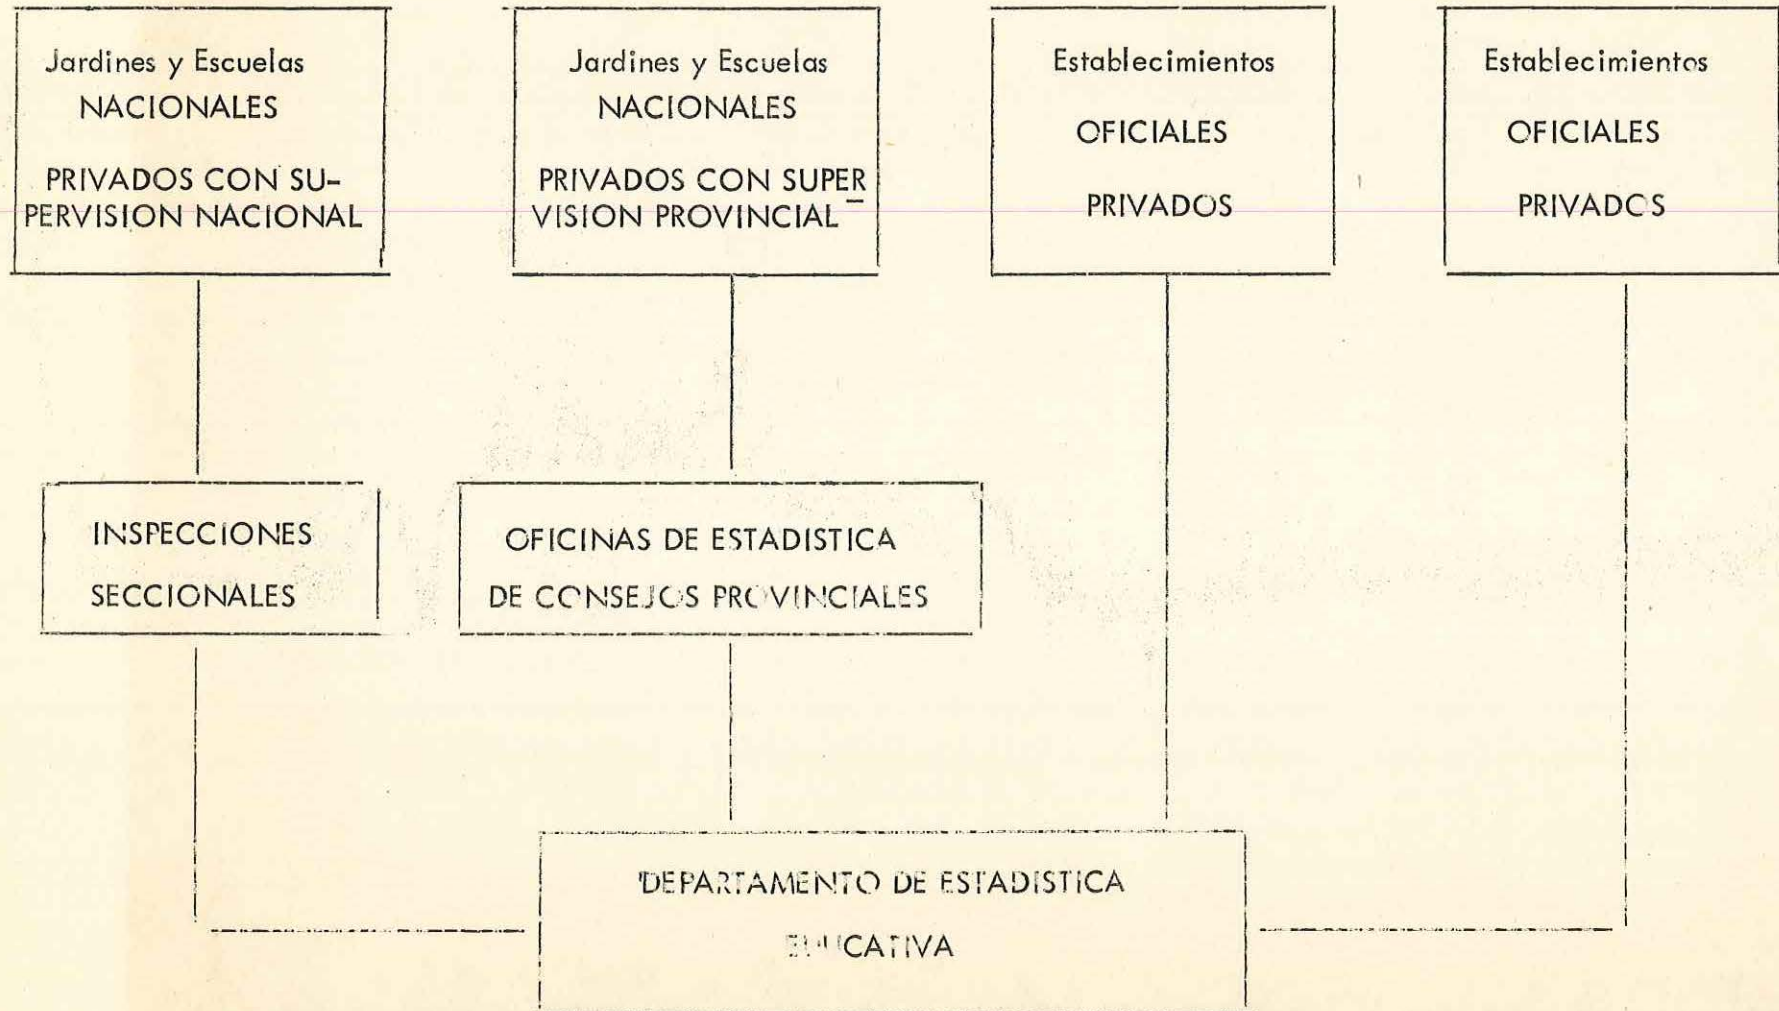 Jardines y Escuelas
NACIONALES
PRIVADOS CON SU-
PERVISION NACIONAL
Jardines y Escuelas
NACIONALES
PRIVADOS CON SUPER
VISION PROVINCIAL
Establecimientos
OFICIALES
PRIVADOS
Establecimientos
OFICIALES
PRIVADOS
INSPECCIONES
SECCIONALES
OFICINAS DE ESTADISTICA
DE CONSEJOS PROVINCIALES
DEPARTAMENTO DE ESTADISTICA
EDUCATIVA